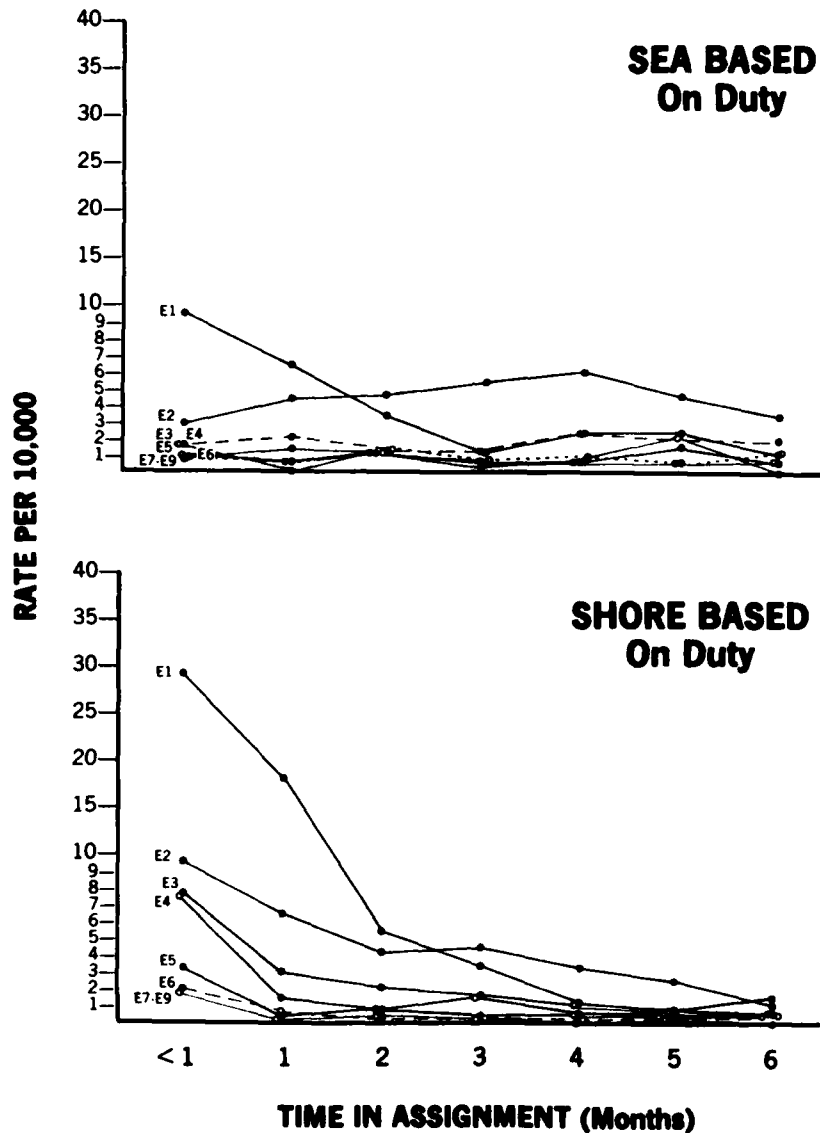 40
35
30
25
20
15
10
9
8
7
6
5
4
3
2
1
SEA BASED
On Duty
E1
E2
E3 E4
E5
E6
E7-E9
RATE PER 10,000
40
35
30
25
20
15
10
9
8
7
6
5
4
3
2
1
SHORE BASED
On Duty
E1
E2
E3
E4
E5
E6
E7-E9
<1 1 2 3 4 5 6
TIME IN ASSIGNMENT (Months)